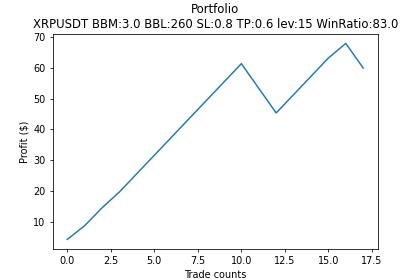 Portfolio
XRPUSDT BBM:3.0 BBL:260 SL:0.8 TP:0.6 lev:15 WinRatio:83.0
70
60
50
40
30
20
10
Profit ($)
0.0 2.5 5.0 7.5 10.0 12.5 15.0 17.5
Trade counts